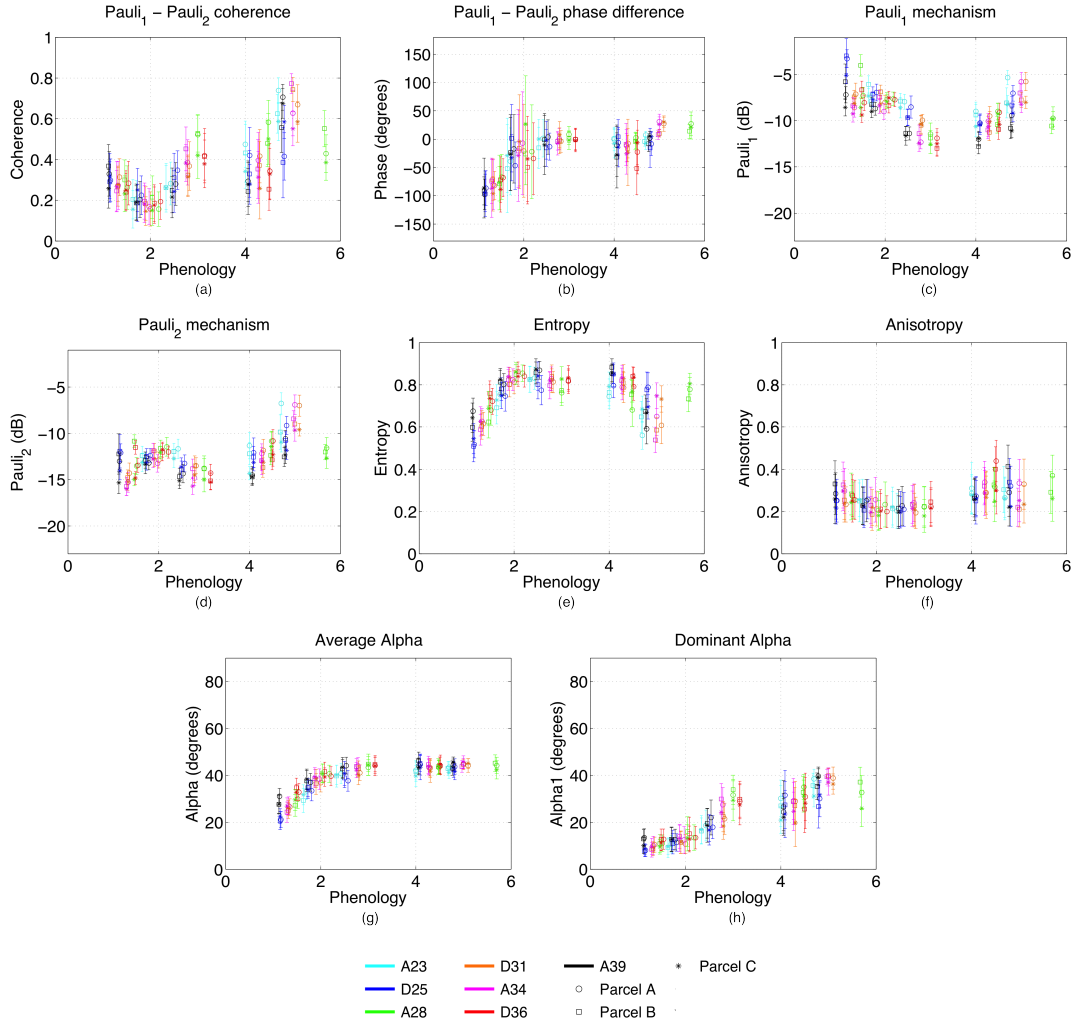 Pauli1 − Pauli2 coherence
Coherence
1
0.8
0.6
0.4
0.2
0
0 2 4 6
Phenology
(a)
Pauli1 − Pauli2 phase difference
Phase (degrees)
150
100
50
0
−50
−100
−150
0 2 4 6
Phenology
(b)
Pauli1 mechanism
Pauli1 (dB)
−5
−10
−15
−20
0 2 4 6
Phenology
(c)
Pauli2 mechanism
Pauli2 (dB)
−5
−10
−15
−20
0 2 4 6
Phenology
(d)
Entropy
Entropy
1
0.8
0.6
0.4
0.2
0
0 2 4 6
Phenology
(e)
Anisotropy
Anisotropy
1
0.8
0.6
0.4
0.2
0
0 2 4 6
Phenology
(f)
Average Alpha
Alpha (degrees)
80
60
40
20
0
0 2 4 6
Phenology
(g)
Dominant Alpha
Alpha1 (degrees)
80
60
40
20
0
0 2 4 6
Phenology
(h)
A23 D31 A39 Parcel C
D25 A34 Parcel A
A28 D36 Parcel B